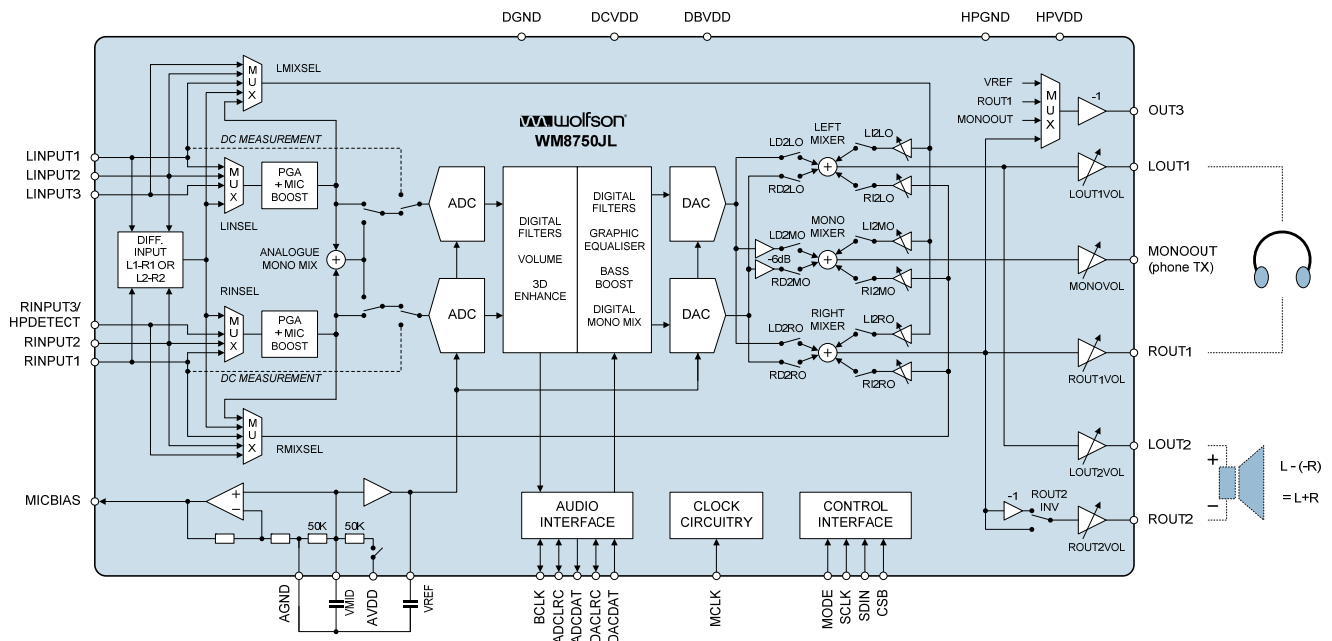 DGND
DCVDD
DBVDD
HPGND
HPVDD
M
U
X
LMIXSEL
wolfson
WM8750JL
DC MEASUREMENT
VREF
ROUT1
MONOOUT
M
U
X
-1
OUT3
LINPUT1
LINPUT2
LINPUT3
M
U
X
LINSEL
PGA
+ MIC
BOOST
ADC
DIGITAL
FILTERS
VOLUME
3D
ENHANCE
DIGITAL
FILTERS
GRAPHIC
EQUALISER
BASS
BOOST
DIGITAL
MONO MIX
DAC
LEFT
MIXER
LD2LO
RD2LO
LI2LO
RI2LO
LOUT1
LOUT1VOL
DIFF.
INPUT
L1-R1 OR
L2-R2
ANALOGUE
MONO MIX
+
MONO
MIXER
LD2MO
-6dB
RD2MO
LI2MO
RI2MO
MONOOUT
(phone TX)
MONOVOL
RINPUT3/
HPDETECT
RINPUT2
RINPUT1
RINSEL
M
U
X
PGA
+ MIC
BOOST
DC MEASUREMENT
ADC
DAC
RIGHT
MIXER
LD2RO
RD2RO
LI2RO
RI2RO
ROUT1
ROUT1VOL
M
U
X
RMIXSEL
LOUT2
LOUT2VOL
+
−
L - (-R)
= L+R
-1
ROUT2
INV
ROUT2
ROUT2VOL
MICBIAS
+
−
50K
50K
AUDIO
INTERFACE
CLOCK
CIRCUITRY
CONTROL
INTERFACE
AGND
VMID
AVDD
VREF
BCLK
ADCLRC
ADCDAT
DACLRC
DACDAT
MCLK
MODE
SCLK
SDIN
CSB